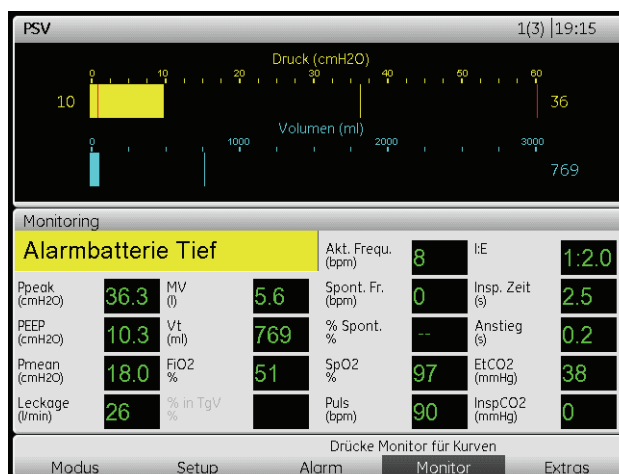 PSV 1(3) | 19:15
Druck (cmH2O)
0 10 20 30 40 50 60
10 36
Volumen (ml)
0 1000 2000 3000
769
Monitoring
Alarmbatterie Tief
Akt. Frequ. (bpm) 8
I:E 1:2.0
Ppeak (cmH2O) 36.3
MV (l) 5.6
Spont. Fr. (bpm) 0
Insp. Zeit (s) 2.5
PEEP (cmH2O) 10.3
Vt (ml) 769
% Spont. % --
Anstieg (s) 0.2
Pmean (cmH2O) 18.0
FiO2 % 51
SpO2 % 97
EtCO2 (mmHg) 38
Leckage (l/min) 26
% in TgV %
Puls (bpm) 90
InspCO2 (mmHg) 0
Drücke Monitor für Kurven
Modus Setup Alarm Monitor Extras